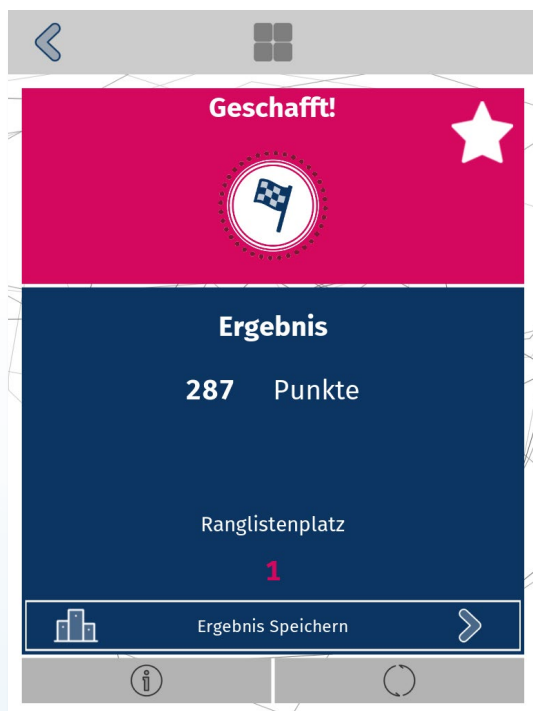 Geschafft!
Ergebnis
287 Punkte
Ranglistenplatz
1
Ergebnis Speichern